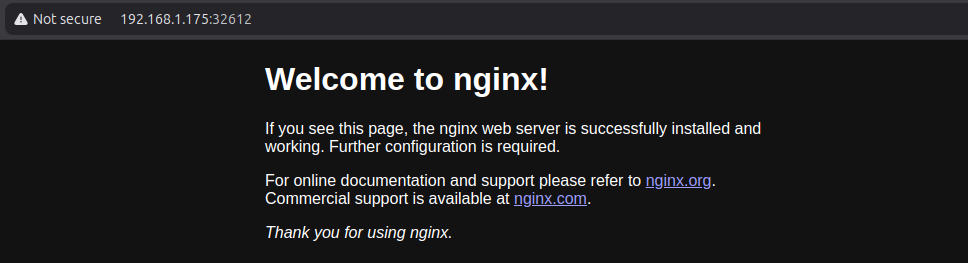 Not secure 192.168.1.175:32612
Welcome to nginx!
If you see this page, the nginx web server is successfully installed and
working. Further configuration is required.
For online documentation and support please refer to nginx.org.
Commercial support is available at nginx.com.
Thank you for using nginx.